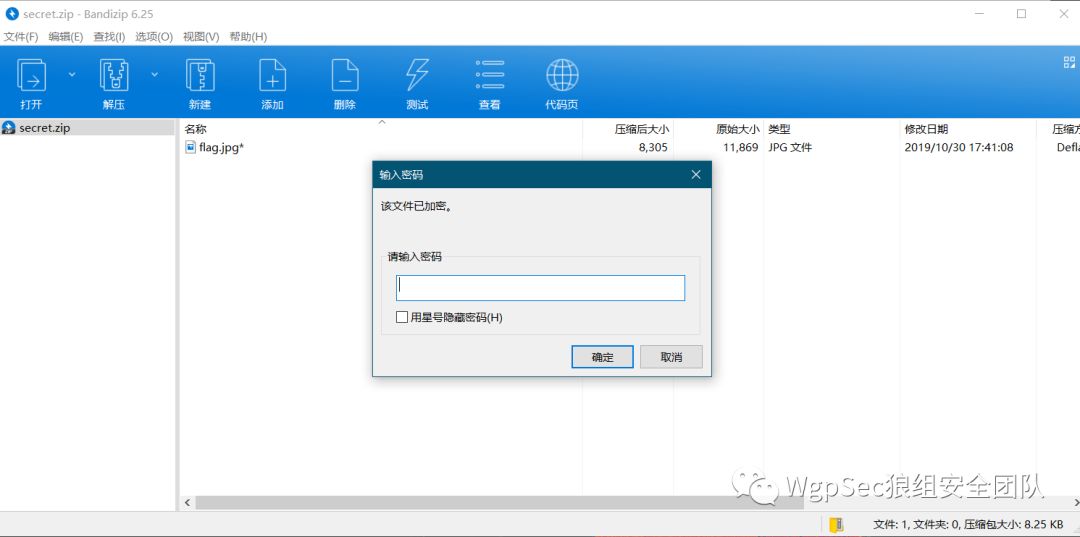 secret.zip - Bandizip 6.25
文件(F) 编辑(E) 查找(I) 选项(O) 视图(V) 帮助(H)
打开 解压 新建 添加 删除 测试 查看 代码页
secret.zip
名称 压缩后大小 原始大小 类型 修改日期 压缩方
flag.jpg* 8,305 11,869 JPG 文件 2019/10/30 17:41:08 Defla
输入密码
该文件已加密。
请输入密码
用星号隐藏密码(H)
确定 取消
WgpSec狼组安全团队
文件: 1, 文件夹: 0, 压缩包大小: 8.25 KB